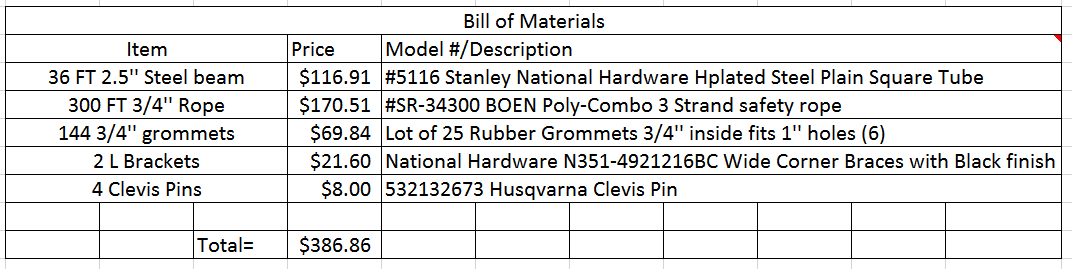 Bill of Materials
Item Price Model #/Description
36 FT 2.5'' Steel beam $116.91 #5116 Stanley National Hardware Hplated Steel Plain Square Tube
300 FT 3/4'' Rope $170.51 #SR-34300 BOEN Poly-Combo 3 Strand safety rope
144 3/4'' grommets $69.84 Lot of 25 Rubber Grommets 3/4'' inside fits 1'' holes (6)
2 L Brackets $21.60 National Hardware N351-4921216BC Wide Corner Braces with Black finish
4 Clevis Pins $8.00 532132673 Husqvarna Clevis Pin
Total= $386.86